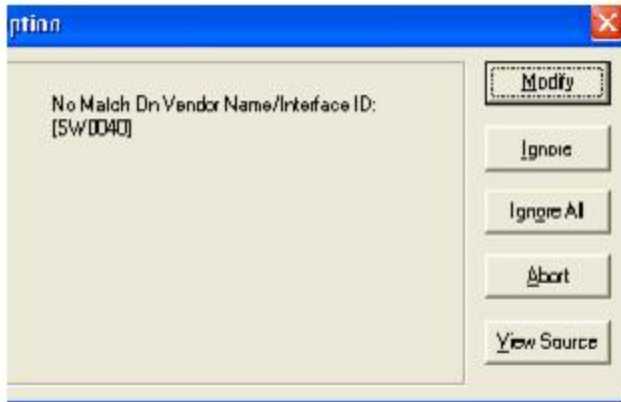 ption
No Match On Vendor Name/Interface ID:
[5W0040]
Modify
Ignore
Ignore All
Abort
View Source